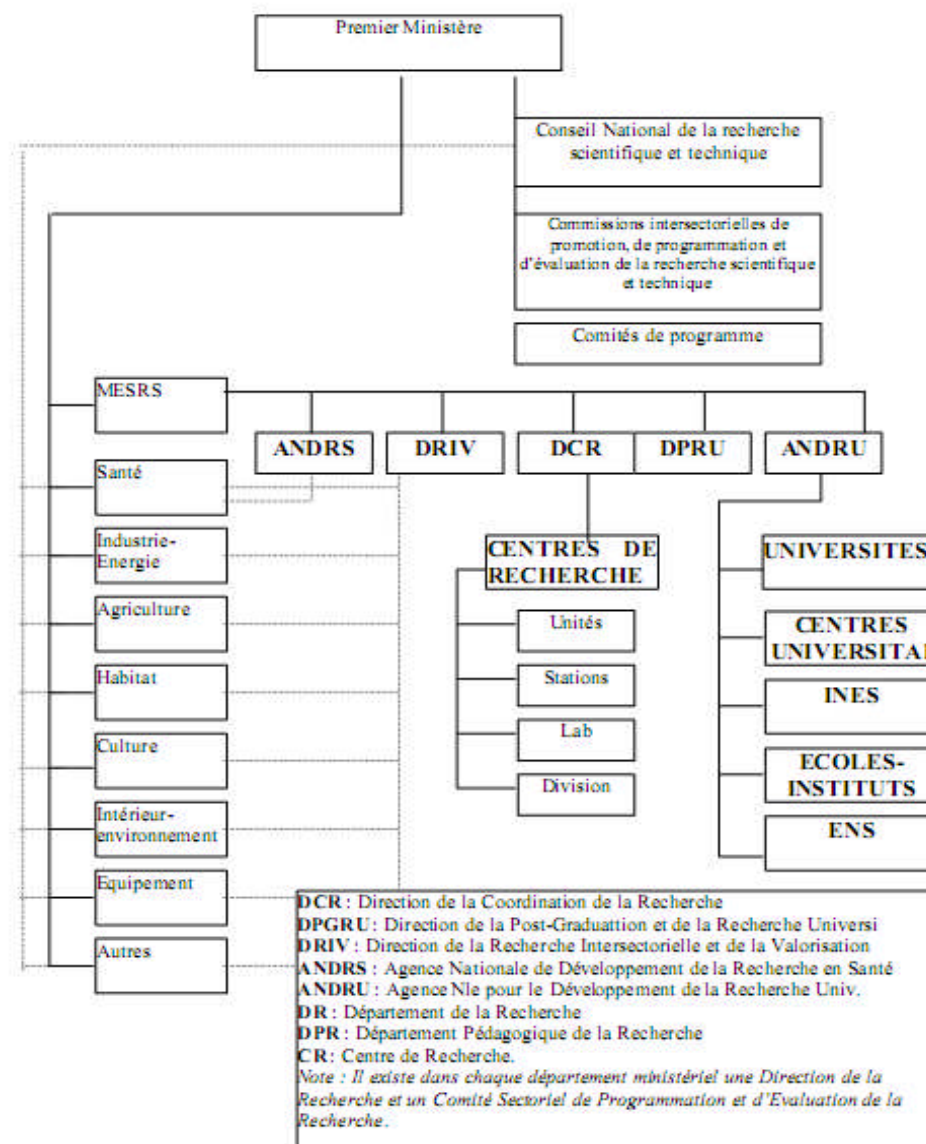 Premier Ministère
Conseil National de la recherche
scientifique et technique
Commissions intersectorielles de
promotion, de programmation et
d'évaluation de la recherche scientifique
et technique
Comités de programme
MESRS
ANDRS
DRIV
DCR
DPRU
ANDRU
Santé
Industrie-
Energie
Agriculture
Habitat
Culture
Intérieur-
environnement
Equipement
Autres
CENTRES DE
RECHERCHE
Unités
Stations
Lab
Division
UNIVERSITES
CENTRES
UNIVERSITAI
INES
ECOLES-
INSTITUTS
ENS
DCR : Direction de la Coordination de la Recherche
DPGRU : Direction de la Post-Graduattion et de la Recherche Universi
DRIV : Direction de la Recherche Intersectorielle et de la Valorisation
ANDRS : Agence Nationale de Développement de la Recherche en Santé
ANDRU : Agence Nle pour le Développement de la Recherche Univ.
DR : Département de la Recherche
DPR : Département Pédagogique de la Recherche
CR : Centre de Recherche.
Note : Il existe dans chaque département ministériel une Direction de la
Recherche et un Comité Sectoriel de Programmation et d'Evaluation de la
Recherche.